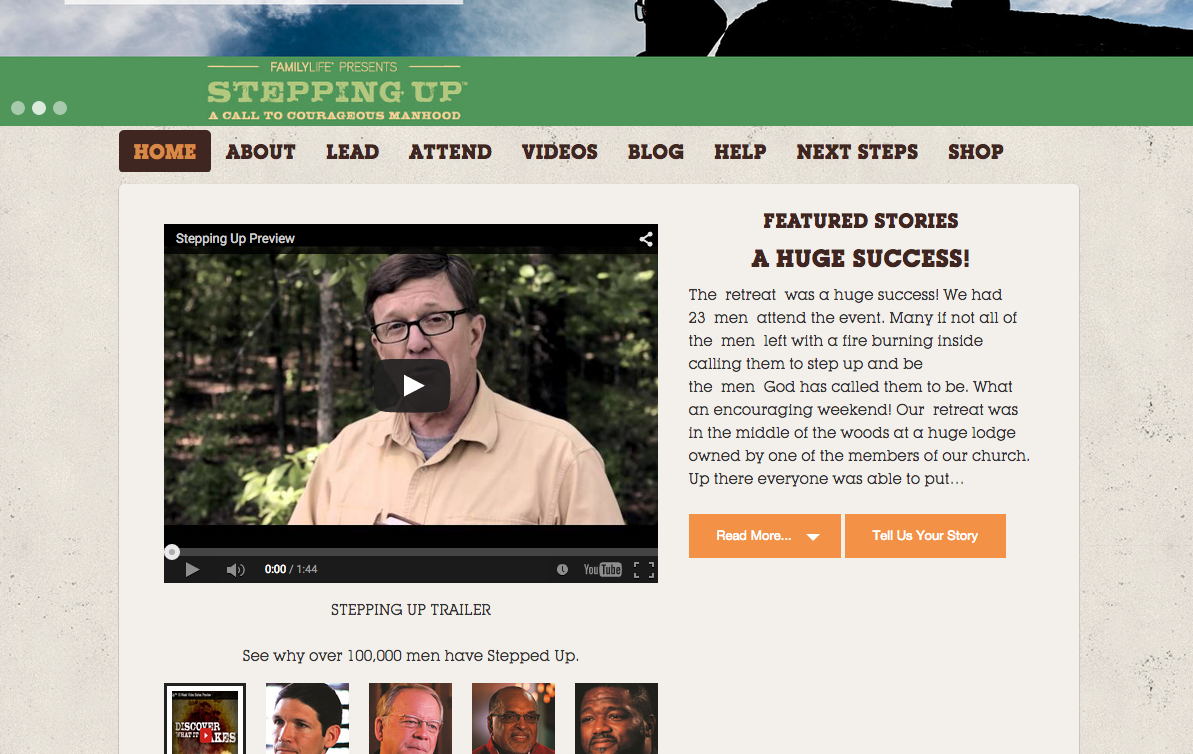 FAMILYLIFE® PRESENTS
STEPPING UP™
A CALL TO COURAGEOUS MANHOOD
HOME ABOUT LEAD ATTEND VIDEOS BLOG HELP NEXT STEPS SHOP
Stepping Up Preview
0:00 / 1:44
YouTube
STEPPING UP TRAILER
See why over 100,000 men have Stepped Up.
DISCOVER
WHAT IT
FEATURED STORIES
A HUGE SUCCESS!
The retreat was a huge success! We had
23 men attend the event. Many if not all of
the men left with a fire burning inside
calling them to step up and be
the men God has called them to be. What
an encouraging weekend! Our retreat was
in the middle of the woods at a huge lodge
owned by one of the members of our church.
Up there everyone was able to put…
Read More... Tell Us Your Story